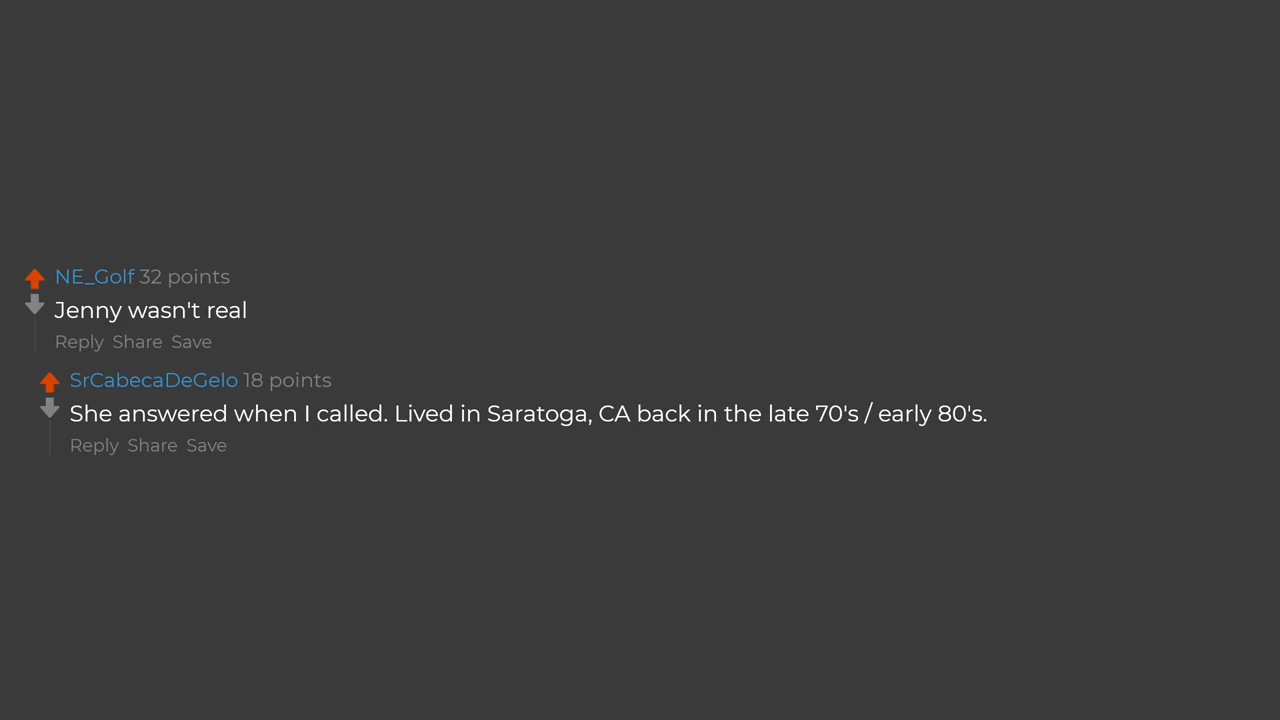 NE_Golf 32 points
Jenny wasn't real
Reply Share Save
SrCabecaDeGelo 18 points
She answered when I called. Lived in Saratoga, CA back in the late 70's / early 80's.
Reply Share Save